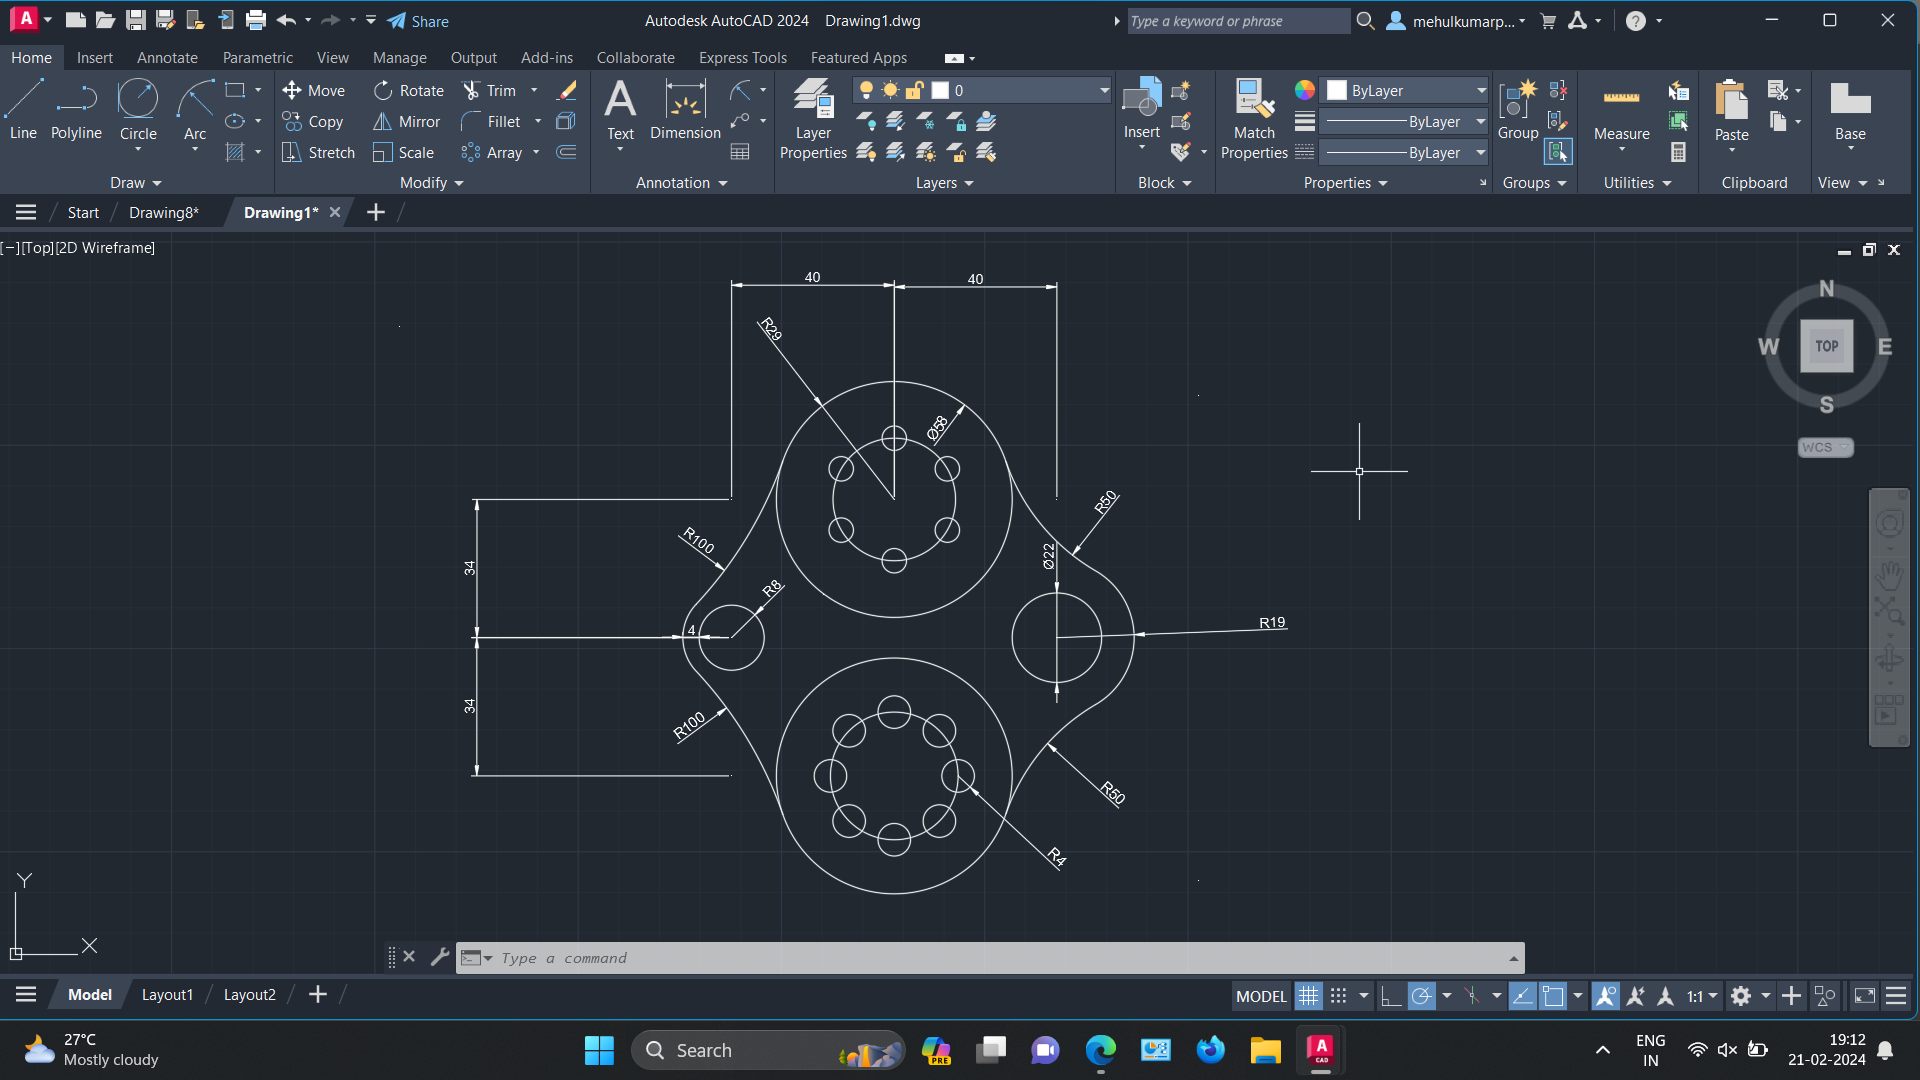 A
Share
Autodesk AutoCAD 2024 Drawing1.dwg
Type a keyword or phrase
mehulkumarp...
Home Insert Annotate Parametric View Manage Output Add-ins Collaborate Express Tools Featured Apps
Line Polyline Circle Arc
Move Rotate Trim
Copy Mirror Fillet
Stretch Scale Array
Text Dimension
Layer Properties
0
Insert
Match Properties
ByLayer
ByLayer
ByLayer
Group
Measure
Paste
Base
Draw Modify Annotation Layers Block Properties Groups Utilities Clipboard View
Start Drawing8* Drawing1*
[−][Top][2D Wireframe]
N
W TOP E
S
WCS
40
40
R29
Ø58
R50
R100
Ø22
34
R8
4
R19
34
R100
R50
R4
Y
X
Type a command
Model Layout1 Layout2
MODEL
1:1
27°C
Mostly cloudy
Search
PRE
A
CAD
ENG
IN
19:12
21-02-2024